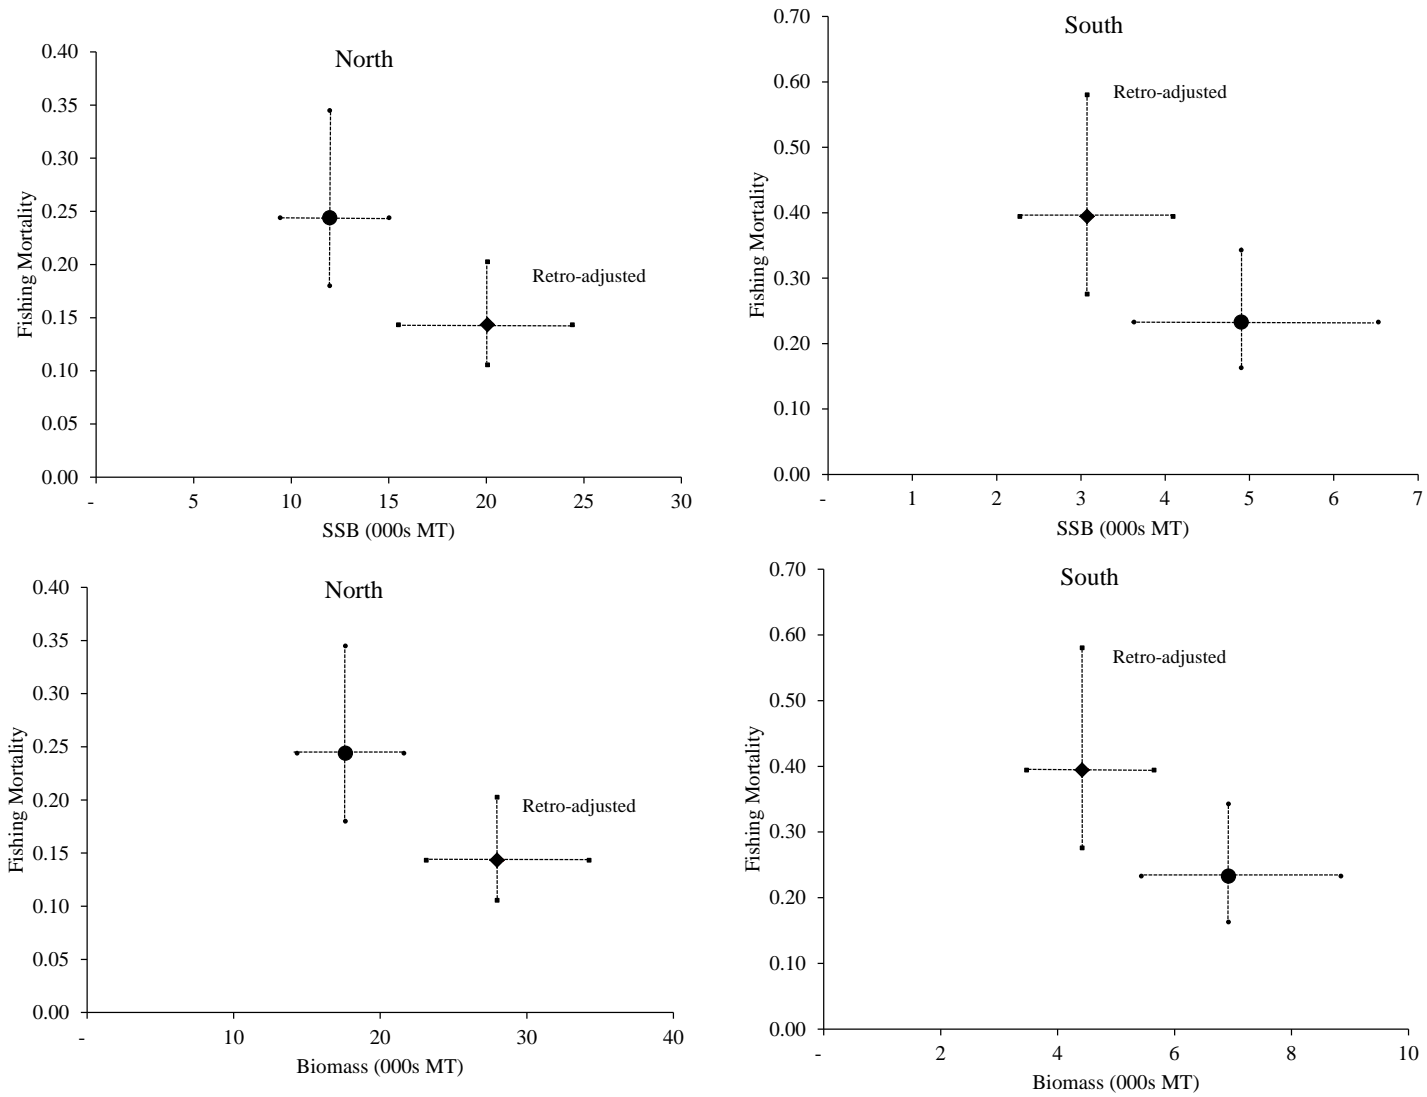 North
0.40
0.35
0.30
0.25
0.20
0.15
0.10
0.05
0.00
Fishing Mortality
Retro-adjusted
- 5 10 15 20 25 30
SSB (000s MT)
South
0.70
0.60
0.50
0.40
0.30
0.20
0.10
0.00
Fishing Mortality
Retro-adjusted
- 1 2 3 4 5 6 7
SSB (000s MT)
North
0.40
0.35
0.30
0.25
0.20
0.15
0.10
0.05
0.00
Fishing Mortality
Retro-adjusted
- 10 20 30 40
Biomass (000s MT)
South
0.70
0.60
0.50
0.40
0.30
0.20
0.10
0.00
Fishing Mortality
Retro-adjusted
- 2 4 6 8 10
Biomass (000s MT)